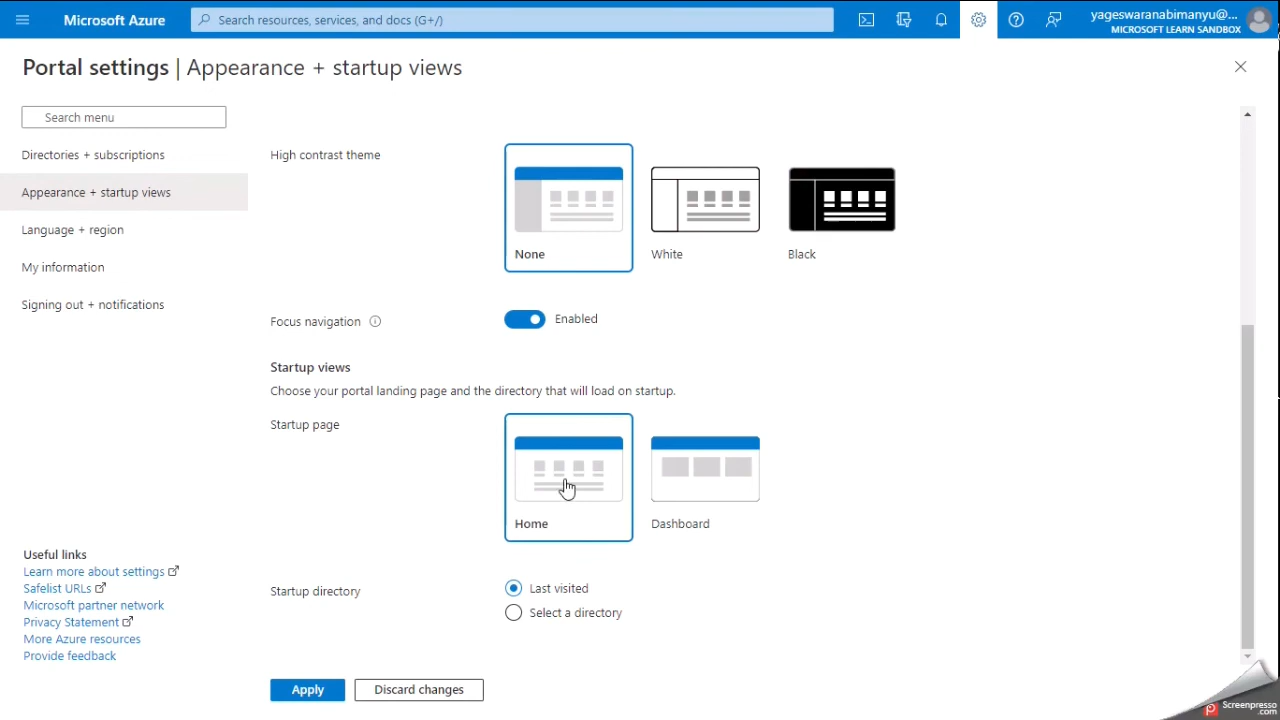 Microsoft Azure
Search resources, services, and docs (G+/)
yageswaranabimanyu@...
MICROSOFT LEARN SANDBOX
Portal settings | Appearance + startup views
Search menu
Directories + subscriptions
Appearance + startup views
Language + region
My information
Signing out + notifications
High contrast theme
None
White
Black
Focus navigation
Enabled
Startup views
Choose your portal landing page and the directory that will load on startup.
Startup page
Home
Dashboard
Startup directory
Last visited
Select a directory
Useful links
Learn more about settings
Safelist URLs
Microsoft partner network
Privacy Statement
More Azure resources
Provide feedback
Apply
Discard changes
Screenpresso
.com